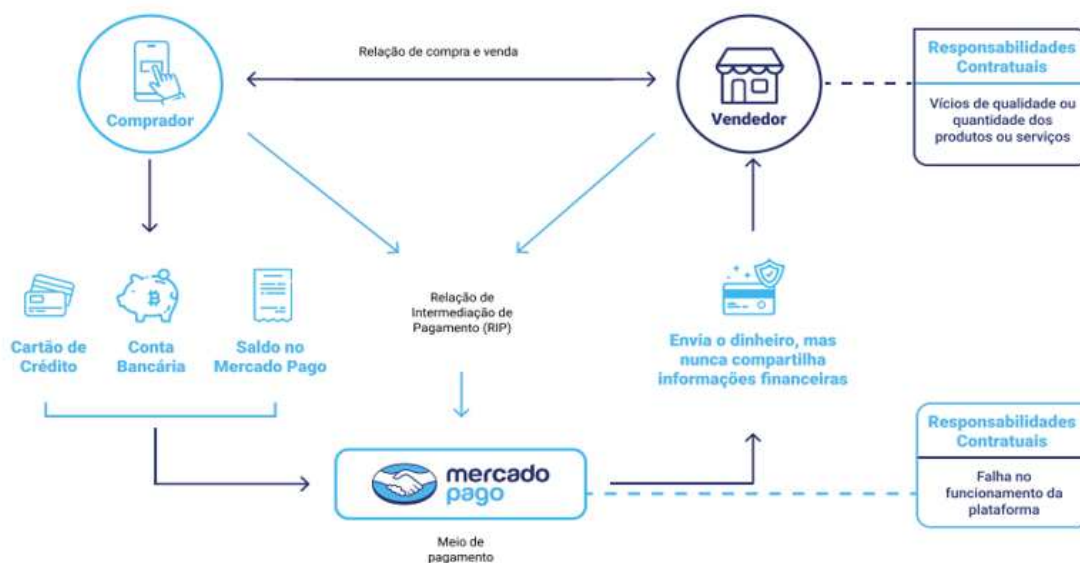 Relação de compra e venda
Comprador
Vendedor
Responsabilidades
Contratuais
Vícios de qualidade ou
quantidade dos
produtos ou serviços
Cartão de
Crédito
Conta
Bancária
Saldo no
Mercado Pago
Relação de
Intermediação de
Pagamento (RIP)
Envia o dinheiro, mas
nunca compartilha
informações financeiras
mercado
pago
Meio de
pagamento
Responsabilidades
Contratuais
Falha no
funcionamento da
plataforma